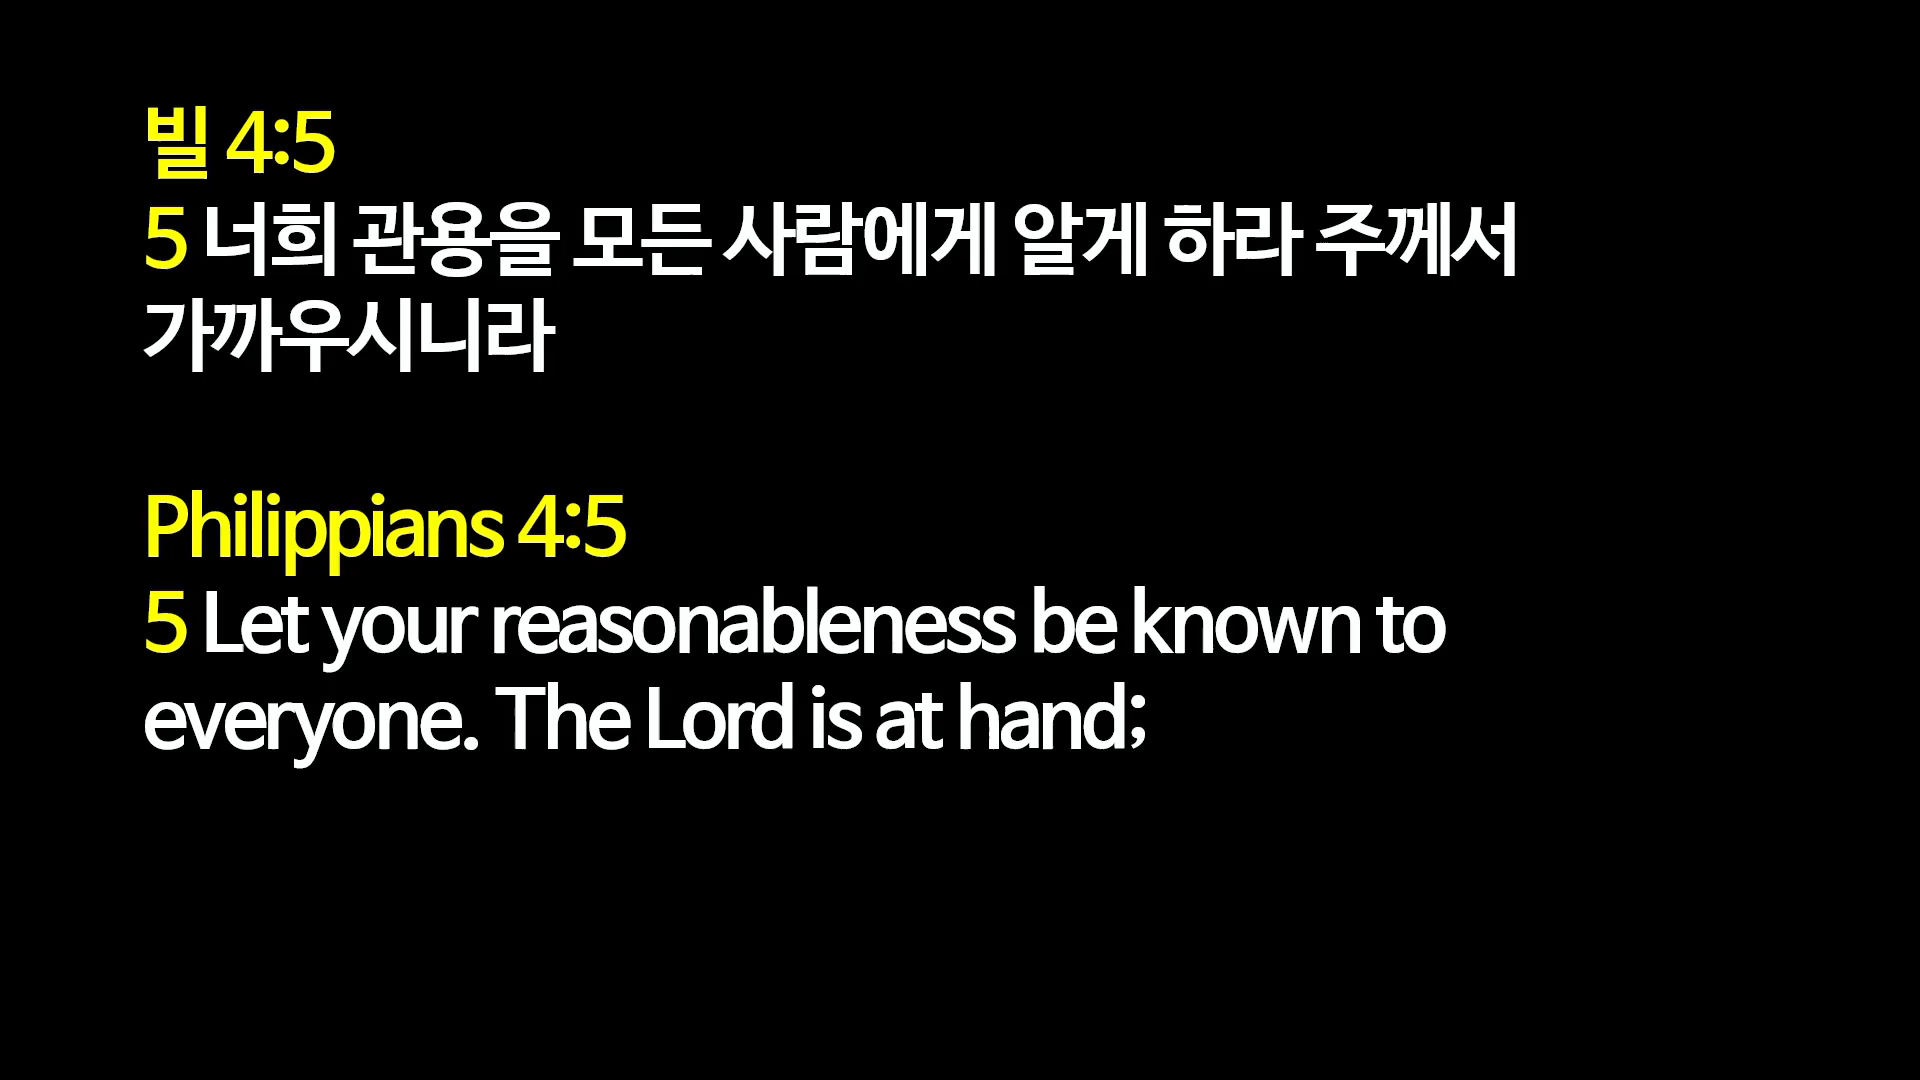 빌 4:5
5 너희 관용을 모든 사람에게 알게 하라 주께서
가까우시니라
Philippians 4:5
5 Let your reasonableness be known to
everyone. The Lord is at hand;